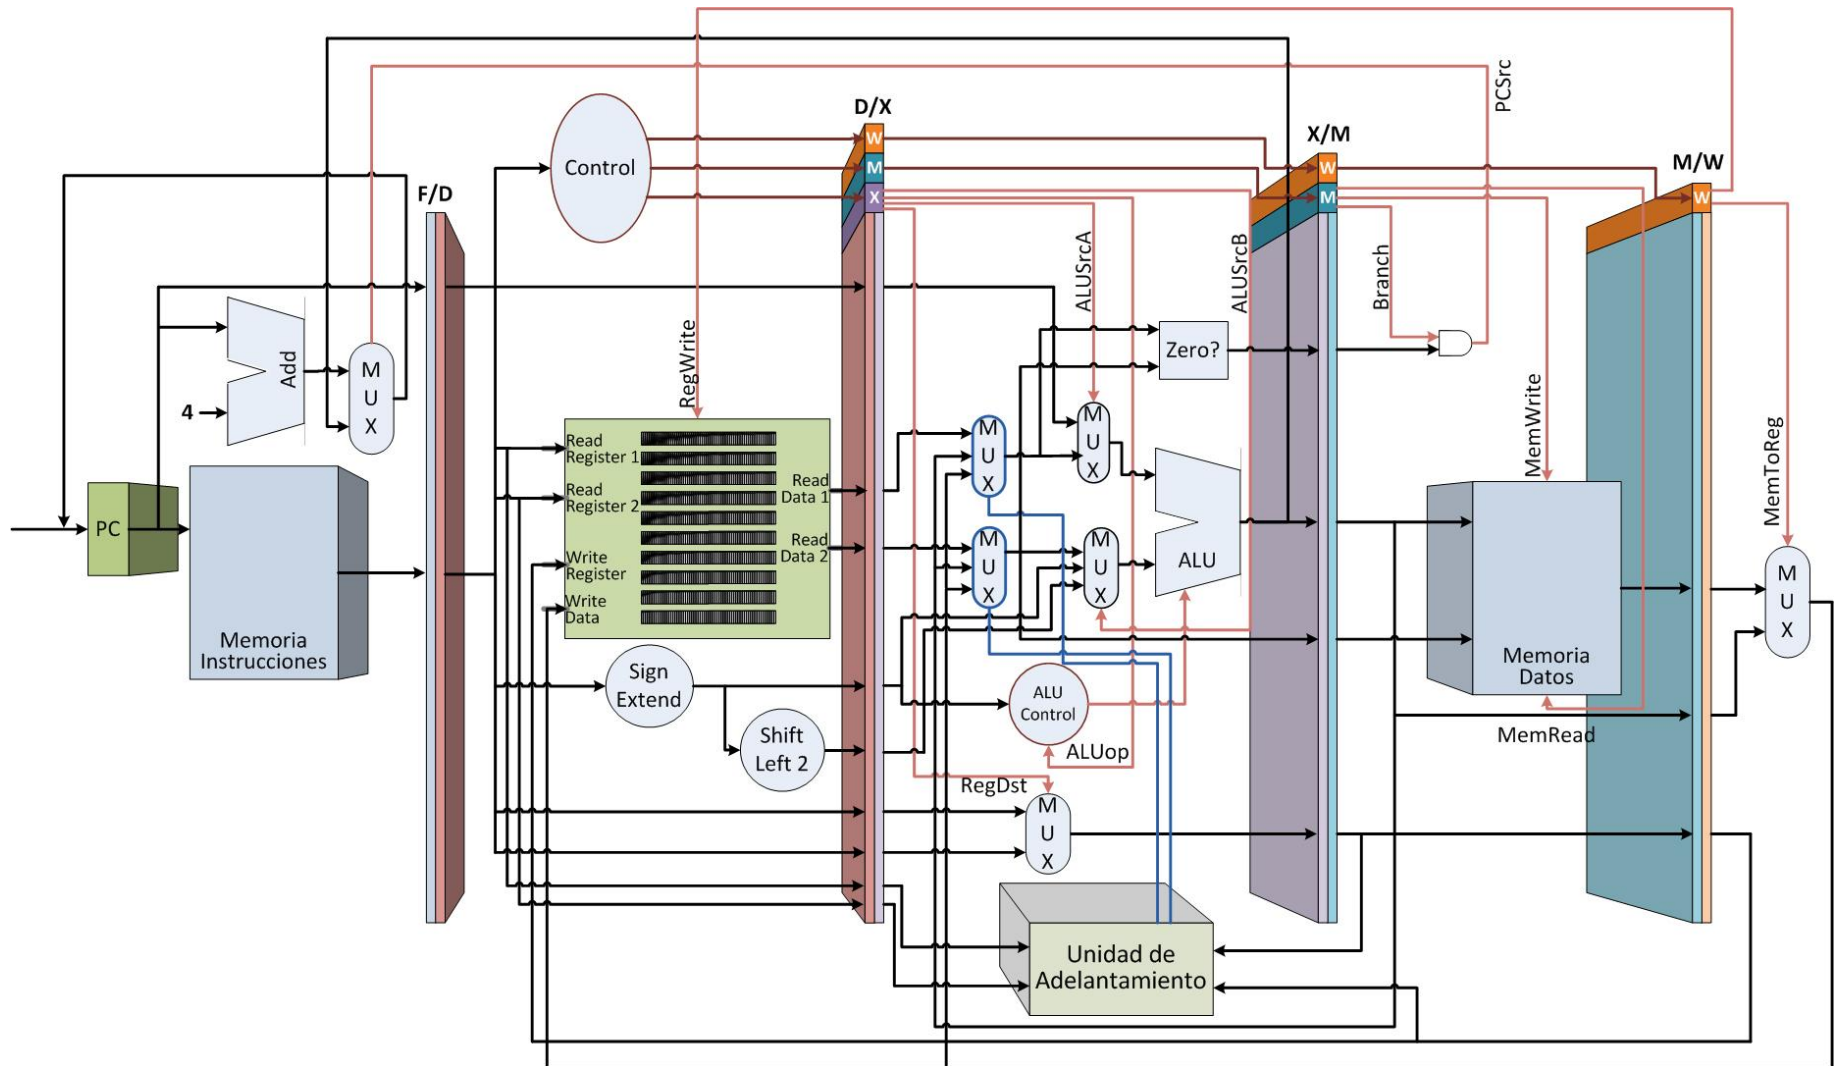 PCSrc
D/X
X/M
M/W
F/D
Control
W
M
X
W
M
W
ALUSrcA
ALUSrcB
Branch
RegWrite
Add
4
M
U
X
Zero?
MemWrite
MemToReg
PC
Memoria
Instrucciones
Read
Register 1
Read
Register 2
Write
Register
Write
Data
Read
Data 1
Read
Data 2
M
U
X
M
U
X
M
U
X
M
U
X
ALU
Memoria
Datos
MemRead
M
U
X
Sign
Extend
Shift
Left 2
ALU
Control
ALUop
RegDst
M
U
X
Unidad de
Adelantamiento